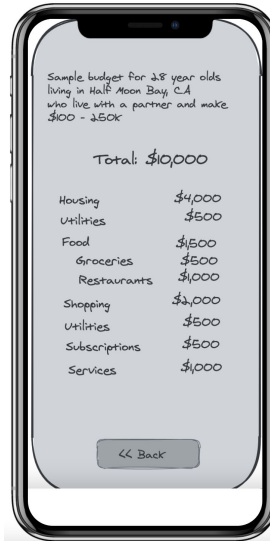 Sample budget for 28 year olds
living in Half Moon Bay, CA
who live with a partner and make
$100 - 250K
Total: $10,000
Housing $4,000
Utilities $500
Food $1,500
Groceries $500
Restaurants $1,000
Shopping $2,000
Utilities $500
Subscriptions $500
Services $1,000
<< Back